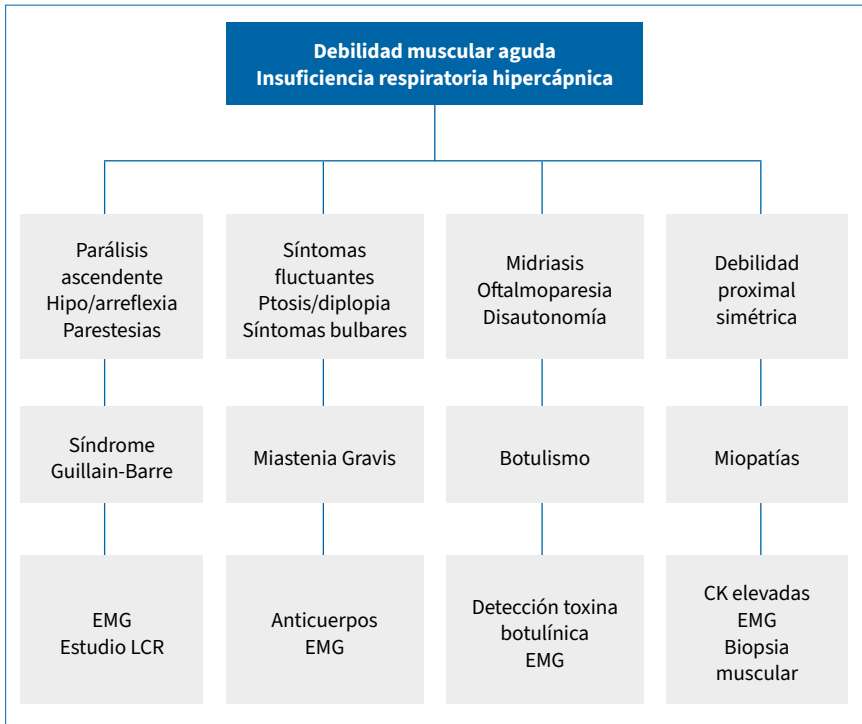 Debilidad muscular aguda
Insuficiencia respiratoria hipercápnica
Parálisis
ascendente
Hipo/arreflexia
Parestesias
Síntomas
fluctuantes
Ptosis/diplopia
Síntomas bulbares
Midriasis
Oftalmoparesia
Disautonomía
Debilidad
proximal
simétrica
Síndrome
Guillain-Barre
Miastenia Gravis
Botulismo
Miopatías
EMG
Estudio LCR
Anticuerpos
EMG
Detección toxina
botulínica
EMG
CK elevadas
EMG
Biopsia
muscular